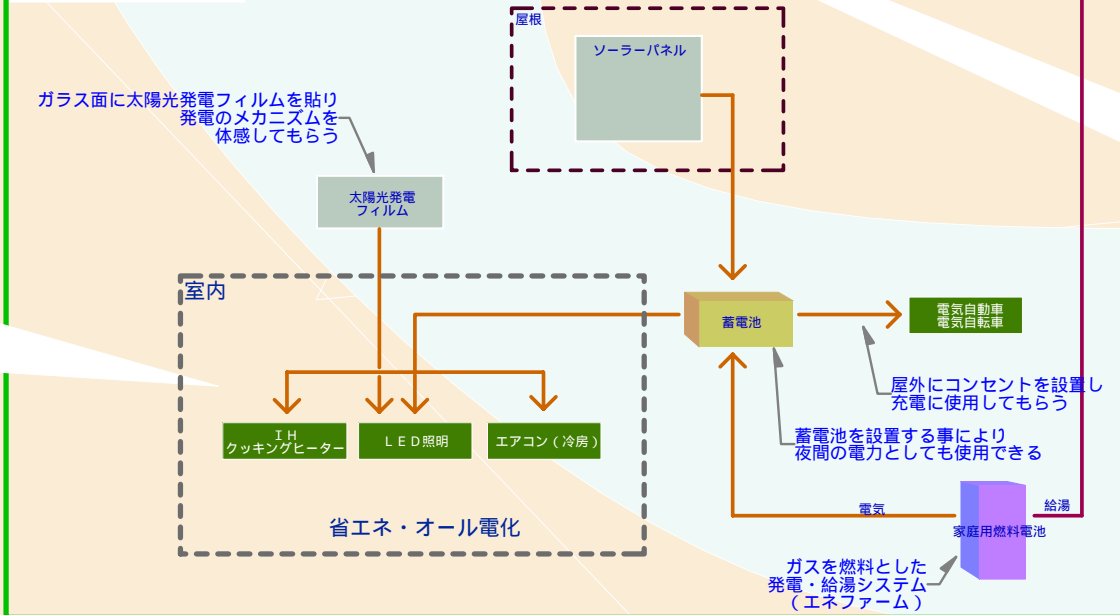 屋根
ソーラーパネル
ガラス面に太陽光発電フィルムを貼り
発電のメカニズムを
体感してもらう
太陽光発電
フィルム
室内
蓄電池
電気自動車
電気自転車
屋外にコンセントを設置し
充電に使用してもらう
蓄電池を設置する事により
夜間の電力としても使用できる
ＩＨ
クッキングヒーター
ＬＥＤ照明
エアコン（冷房）
省エネ・オール電化
電気
給湯
家庭用燃料電池
ガスを燃料とした
発電・給湯システム
（エネファーム）